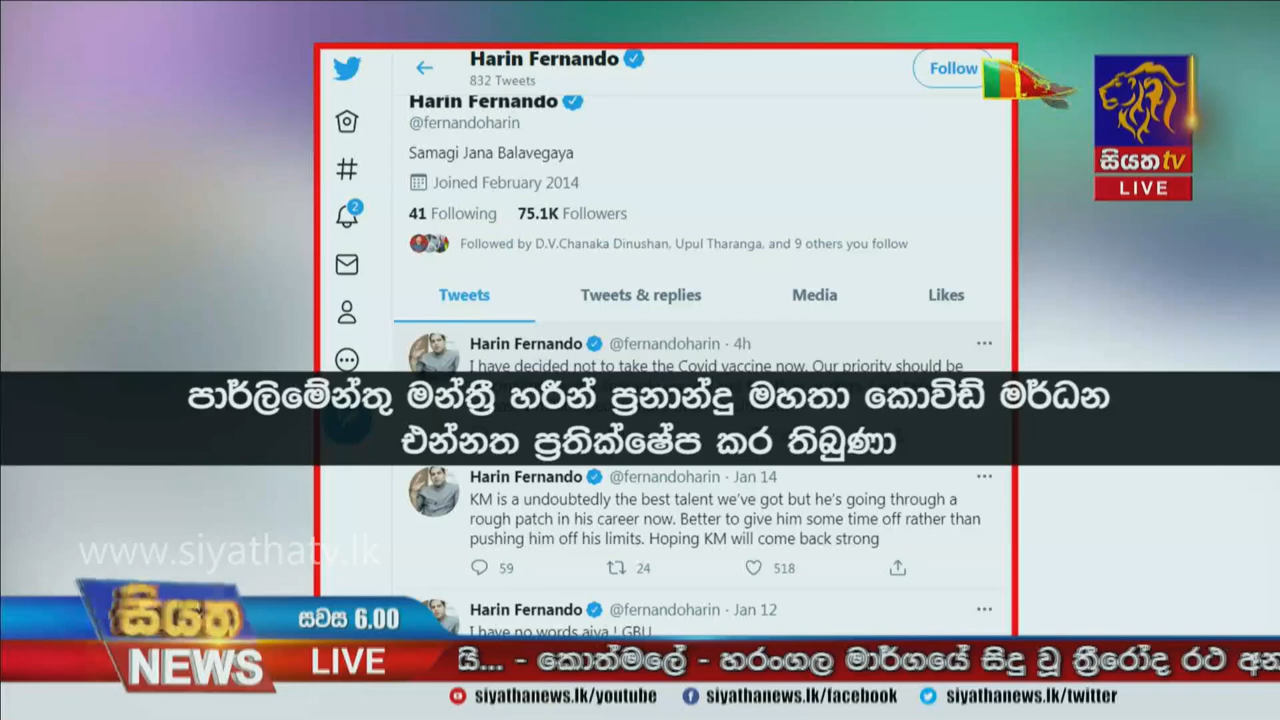 Harin Fernando
832 Tweets
Follow
Harin Fernando
@fernandoharin
Samagi Jana Balavegaya
Joined February 2014
41 Following 75.1K Followers
Followed by D.V.Chanaka Dinushan, Upul Tharanga, and 9 others you follow
Tweets Tweets & replies Media Likes
2
Harin Fernando @fernandoharin · 4h
I have decided not to take the Covid vaccine now. Our priority should be
පාර්ලිමේන්තු මන්ත්‍රී හරීන් ප්‍රනාන්දු මහතා කොවිඩ් මර්ධන
එන්නත ප්‍රතික්ෂේප කර තිබුණා
Harin Fernando @fernandoharin · Jan 14
KM is a undoubtedly the best talent we've got but he's going through a
rough patch in his career now. Better to give him some time off rather than
pushing him off his limits. Hoping KM will come back strong
59 24 518
Harin Fernando @fernandoharin · Jan 12
I have no words aiya ! GBU
සියත tv
LIVE
www.siyathatv.lk
සියත
NEWS
සවස 6.00
LIVE
යි... - කොත්මලේ - හරංගල මාර්ගයේ සිදු වූ ත්‍රීරෝද රථ අන
siyathanews.lk/youtube siyathanews.lk/facebook siyathanews.lk/twitter